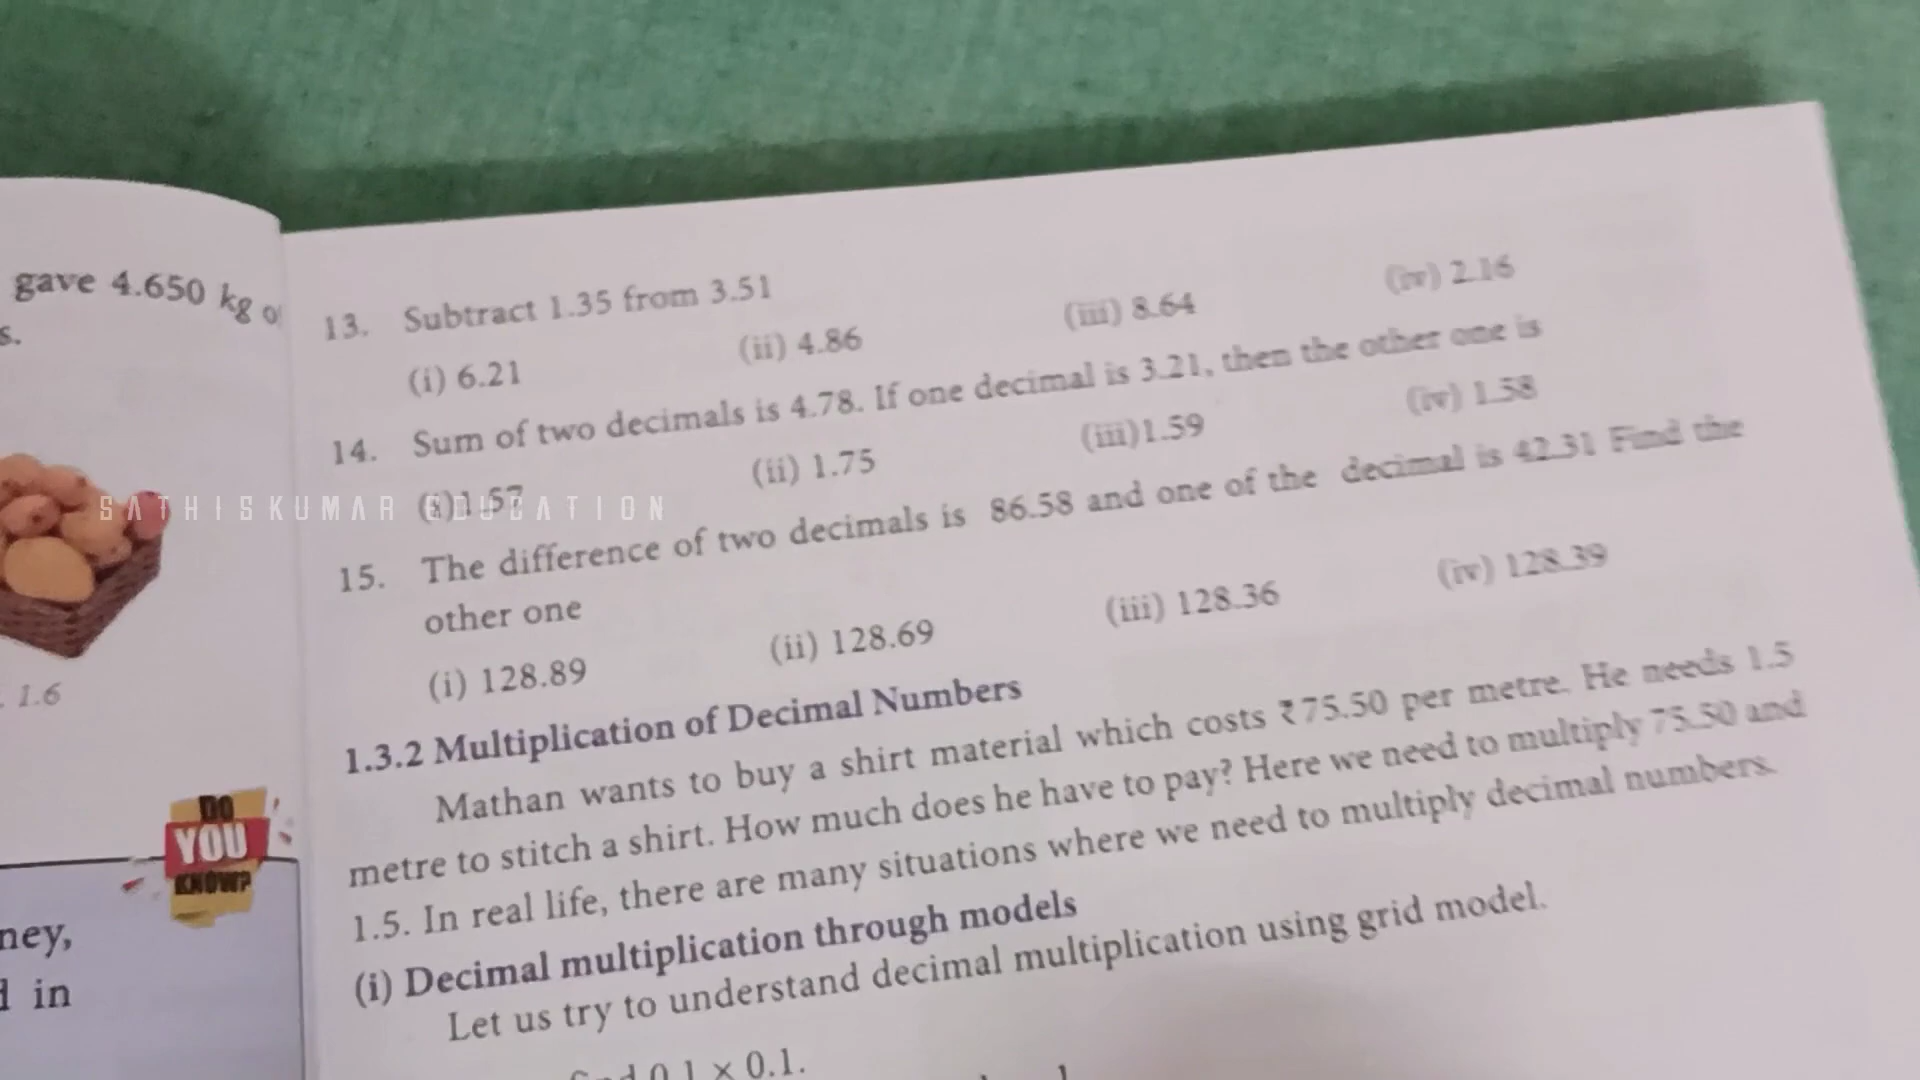 gave 4.650 kg o
s.
1.6
DO
YOU
KNOW?
ney,
in
13. Subtract 1.35 from 3.51
(i) 6.21 (ii) 4.86 (iii) 8.64 (iv) 2.16
14. Sum of two decimals is 4.78. If one decimal is 3.21, then the other one is
(i)1.57 (ii) 1.75 (iii)1.59 (iv) 1.58
SATHISKUMAR EDUCATION
15. The difference of two decimals is 86.58 and one of the decimal is 42.31 Find the
other one
(i) 128.89 (ii) 128.69 (iii) 128.36 (iv) 128.39
1.3.2 Multiplication of Decimal Numbers
Mathan wants to buy a shirt material which costs ₹75.50 per metre. He needs 1.5
metre to stitch a shirt. How much does he have to pay? Here we need to multiply 75.50 and
1.5. In real life, there are many situations where we need to multiply decimal numbers.
(i) Decimal multiplication through models
Let us try to understand decimal multiplication using grid model.
0.1 × 0.1.